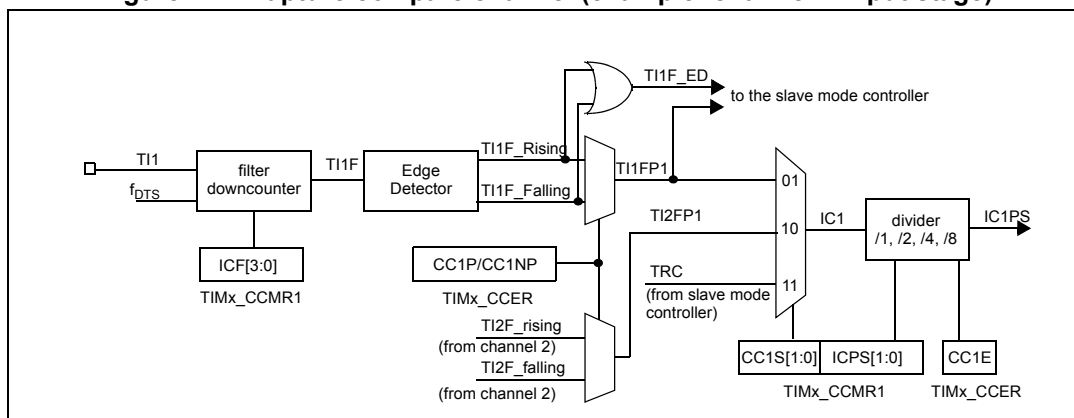 TI1F_ED
to the slave mode controller
TI1
fDTS
filter
downcounter
TI1F
Edge
Detector
TI1F_Rising
TI1F_Falling
TI1FP1
01
TI2FP1
10
IC1
divider
/1, /2, /4, /8
IC1PS
ICF[3:0]
TIMx_CCMR1
CC1P/CC1NP
TIMx_CCER
TRC
11
(from slave mode
controller)
TI2F_rising
(from channel 2)
TI2F_falling
(from channel 2)
CC1S[1:0]
ICPS[1:0]
CC1E
TIMx_CCMR1
TIMx_CCER